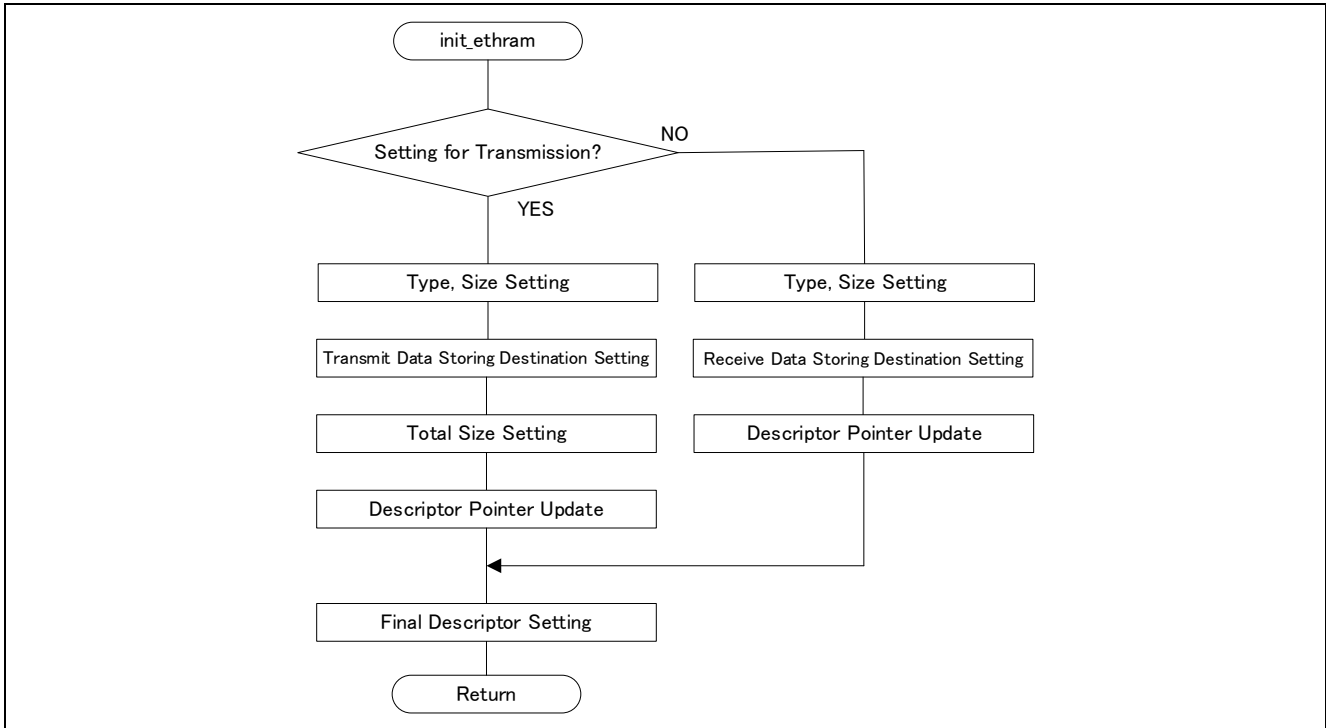 init_ethram
Setting for Transmission?
NO
YES
Type, Size Setting
Type, Size Setting
Transmit Data Storing Destination Setting
Receive Data Storing Destination Setting
Total Size Setting
Descriptor Pointer Update
Descriptor Pointer Update
Final Descriptor Setting
Return